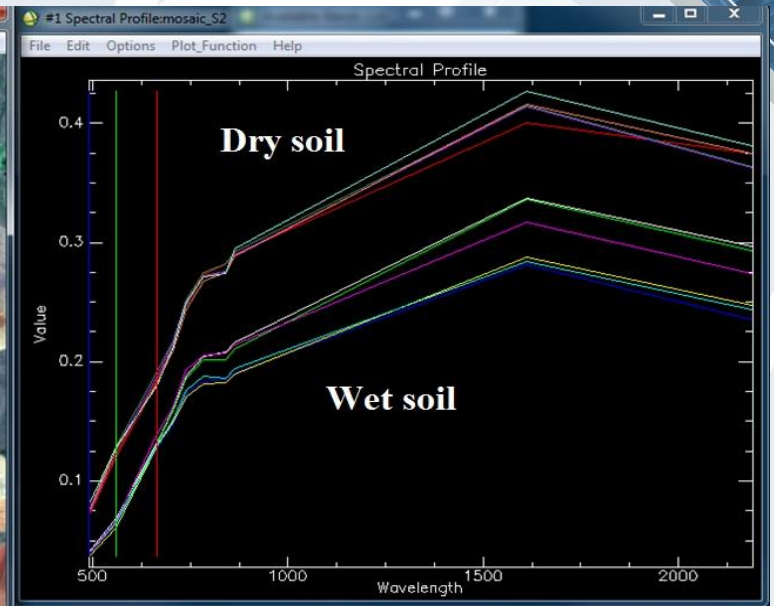 #1 Spectral Profile:mosaic_S2
File Edit Options Plot_Function Help
Spectral Profile
Dry soil
Wet soil
Value
0.4
0.3
0.2
0.1
500 1000 1500 2000
Wavelength